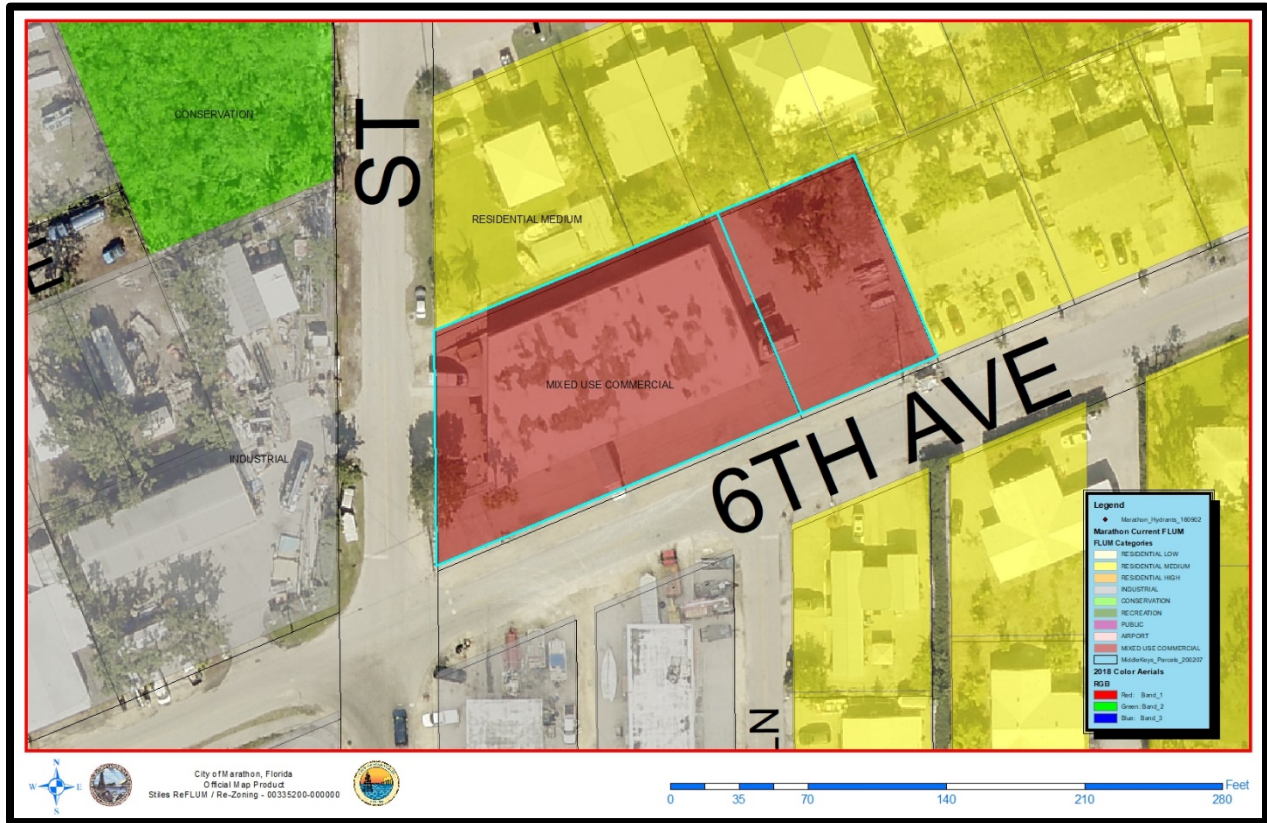 CONSERVATION
ST
E
RESIDENTIAL MEDIUM
MIXED USE COMMERCIAL
INDUSTRIAL
6TH AVE
LN
Legend
Marathon_Hydrants_180902
Marathon Current FLUM
FLUM Categories
RESIDENTIAL LOW
RESIDENTIAL MEDIUM
RESIDENTIAL HIGH
INDUSTRIAL
CONSERVATION
RECREATION
PUBLIC
AIRPORT
MIXED USE COMMERCIAL
MiddleKeys_Parcels_200207
2018 Color Aerials
RGB
Red: Band_1
Green: Band_2
Blue: Band_3
N
W E
S
City of Marathon, Florida
Official Map Product
Stiles ReFLUM / Re-Zoning - 00335200-000000
Feet
0 35 70 140 210 280